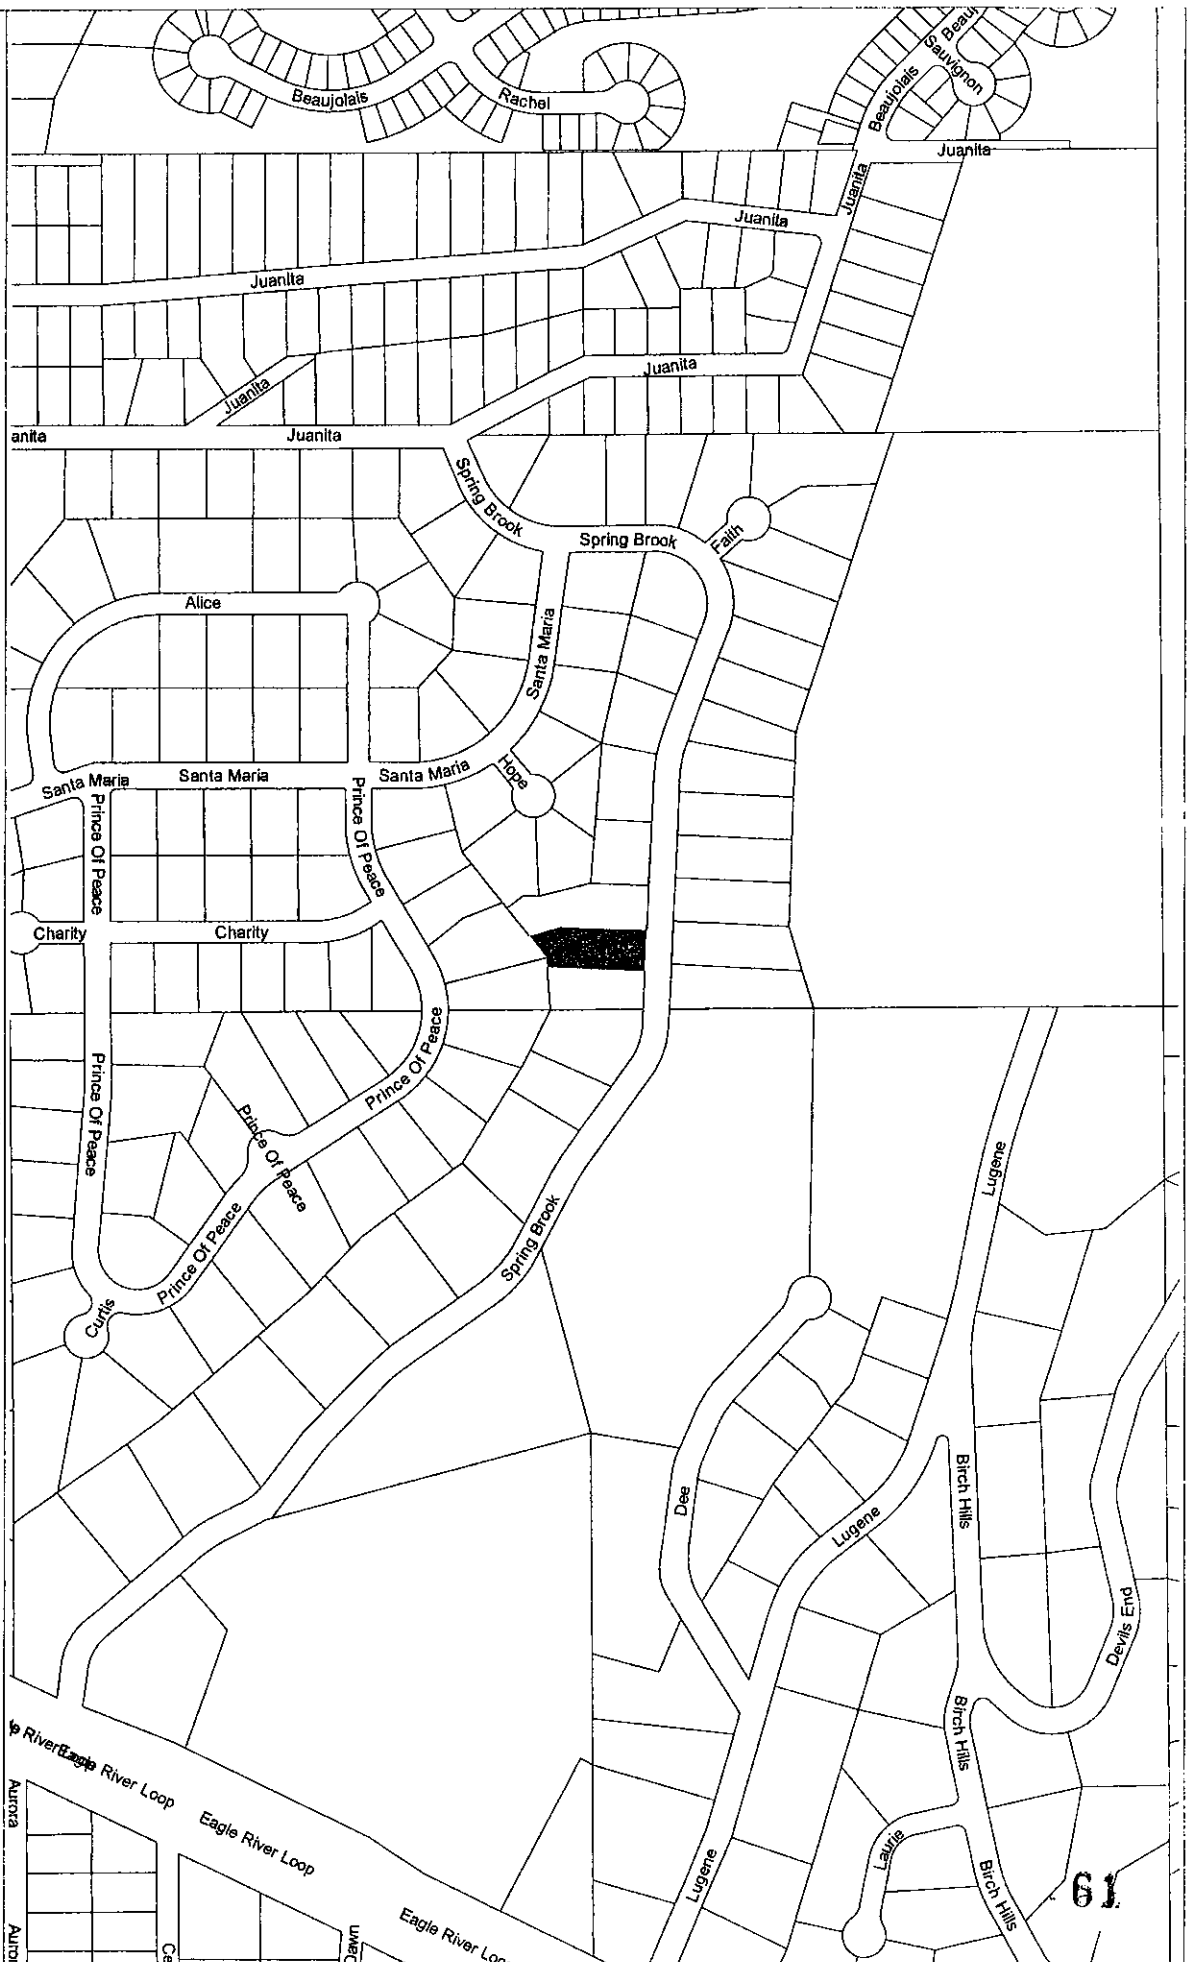 S Beauj
Sauvignon
Beaujolais
Rachel
Beaujolais
Juanita
Juanita
Juanita
Juanita
Juanita
Juanita
anita
Juanita
Spring Brook
Spring Brook
Faith
Alice
Santa Maria
Hope
Santa Maria
Santa Maria
Santa Maria
Prince Of Peace
Prince Of Peace
Charity
Charity
Prince Of Peace
Prince Of Peace
Prince Of Peace
Prince Of Peace
Lugene
Spring Brook
Curtis
Birch Hills
Dee
Lugene
Devils End
Birch Hills
River Loop
Eagle River Loop
Aurora
Eagle River Loop
Laurie
Lugene
Birch Hills
61
Eagle River Loo
Auro
Ce
awn